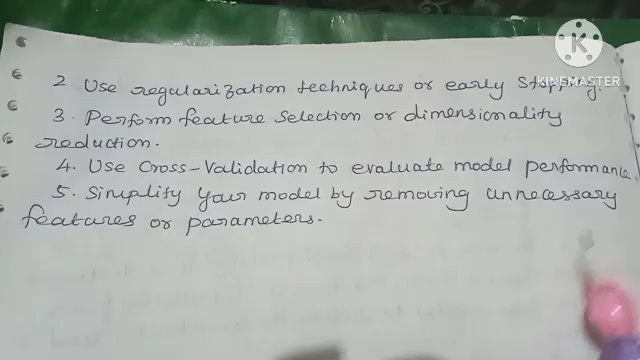 K
KINEMASTER
2. Use regularization techniques or early stopping.
3. Perform feature selection or dimensionality
reduction.
4. Use Cross-Validation to evaluate model performance.
5. Simplify your model by removing unnecessary
features or parameters.